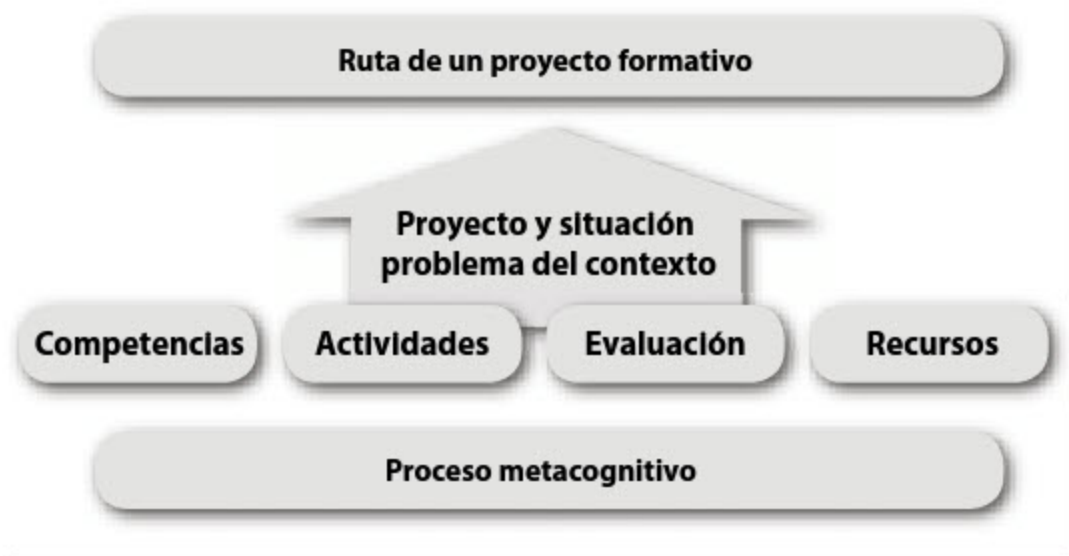 Ruta de un proyecto formativo
Proyecto y situación
problema del contexto
Competencias
Actividades
Evaluación
Recursos
Proceso metacognitivo